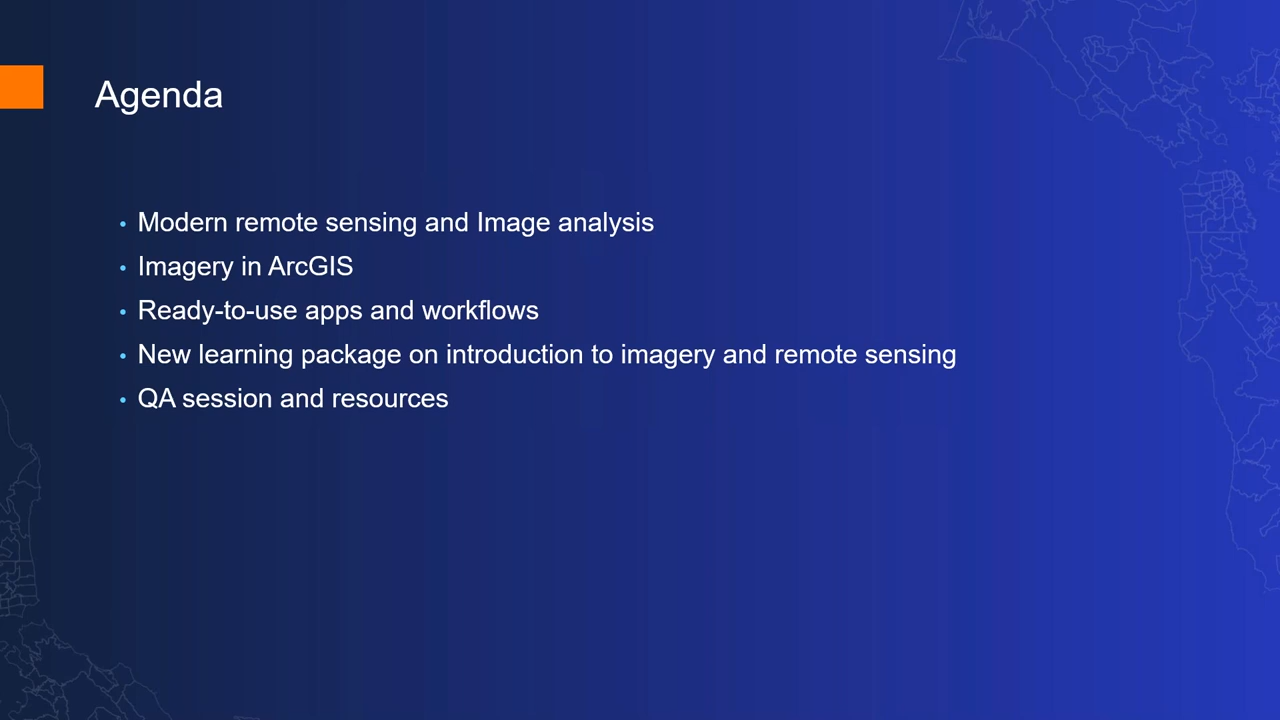 Agenda
• Modern remote sensing and Image analysis
• Imagery in ArcGIS
• Ready-to-use apps and workflows
• New learning package on introduction to imagery and remote sensing
• QA session and resources